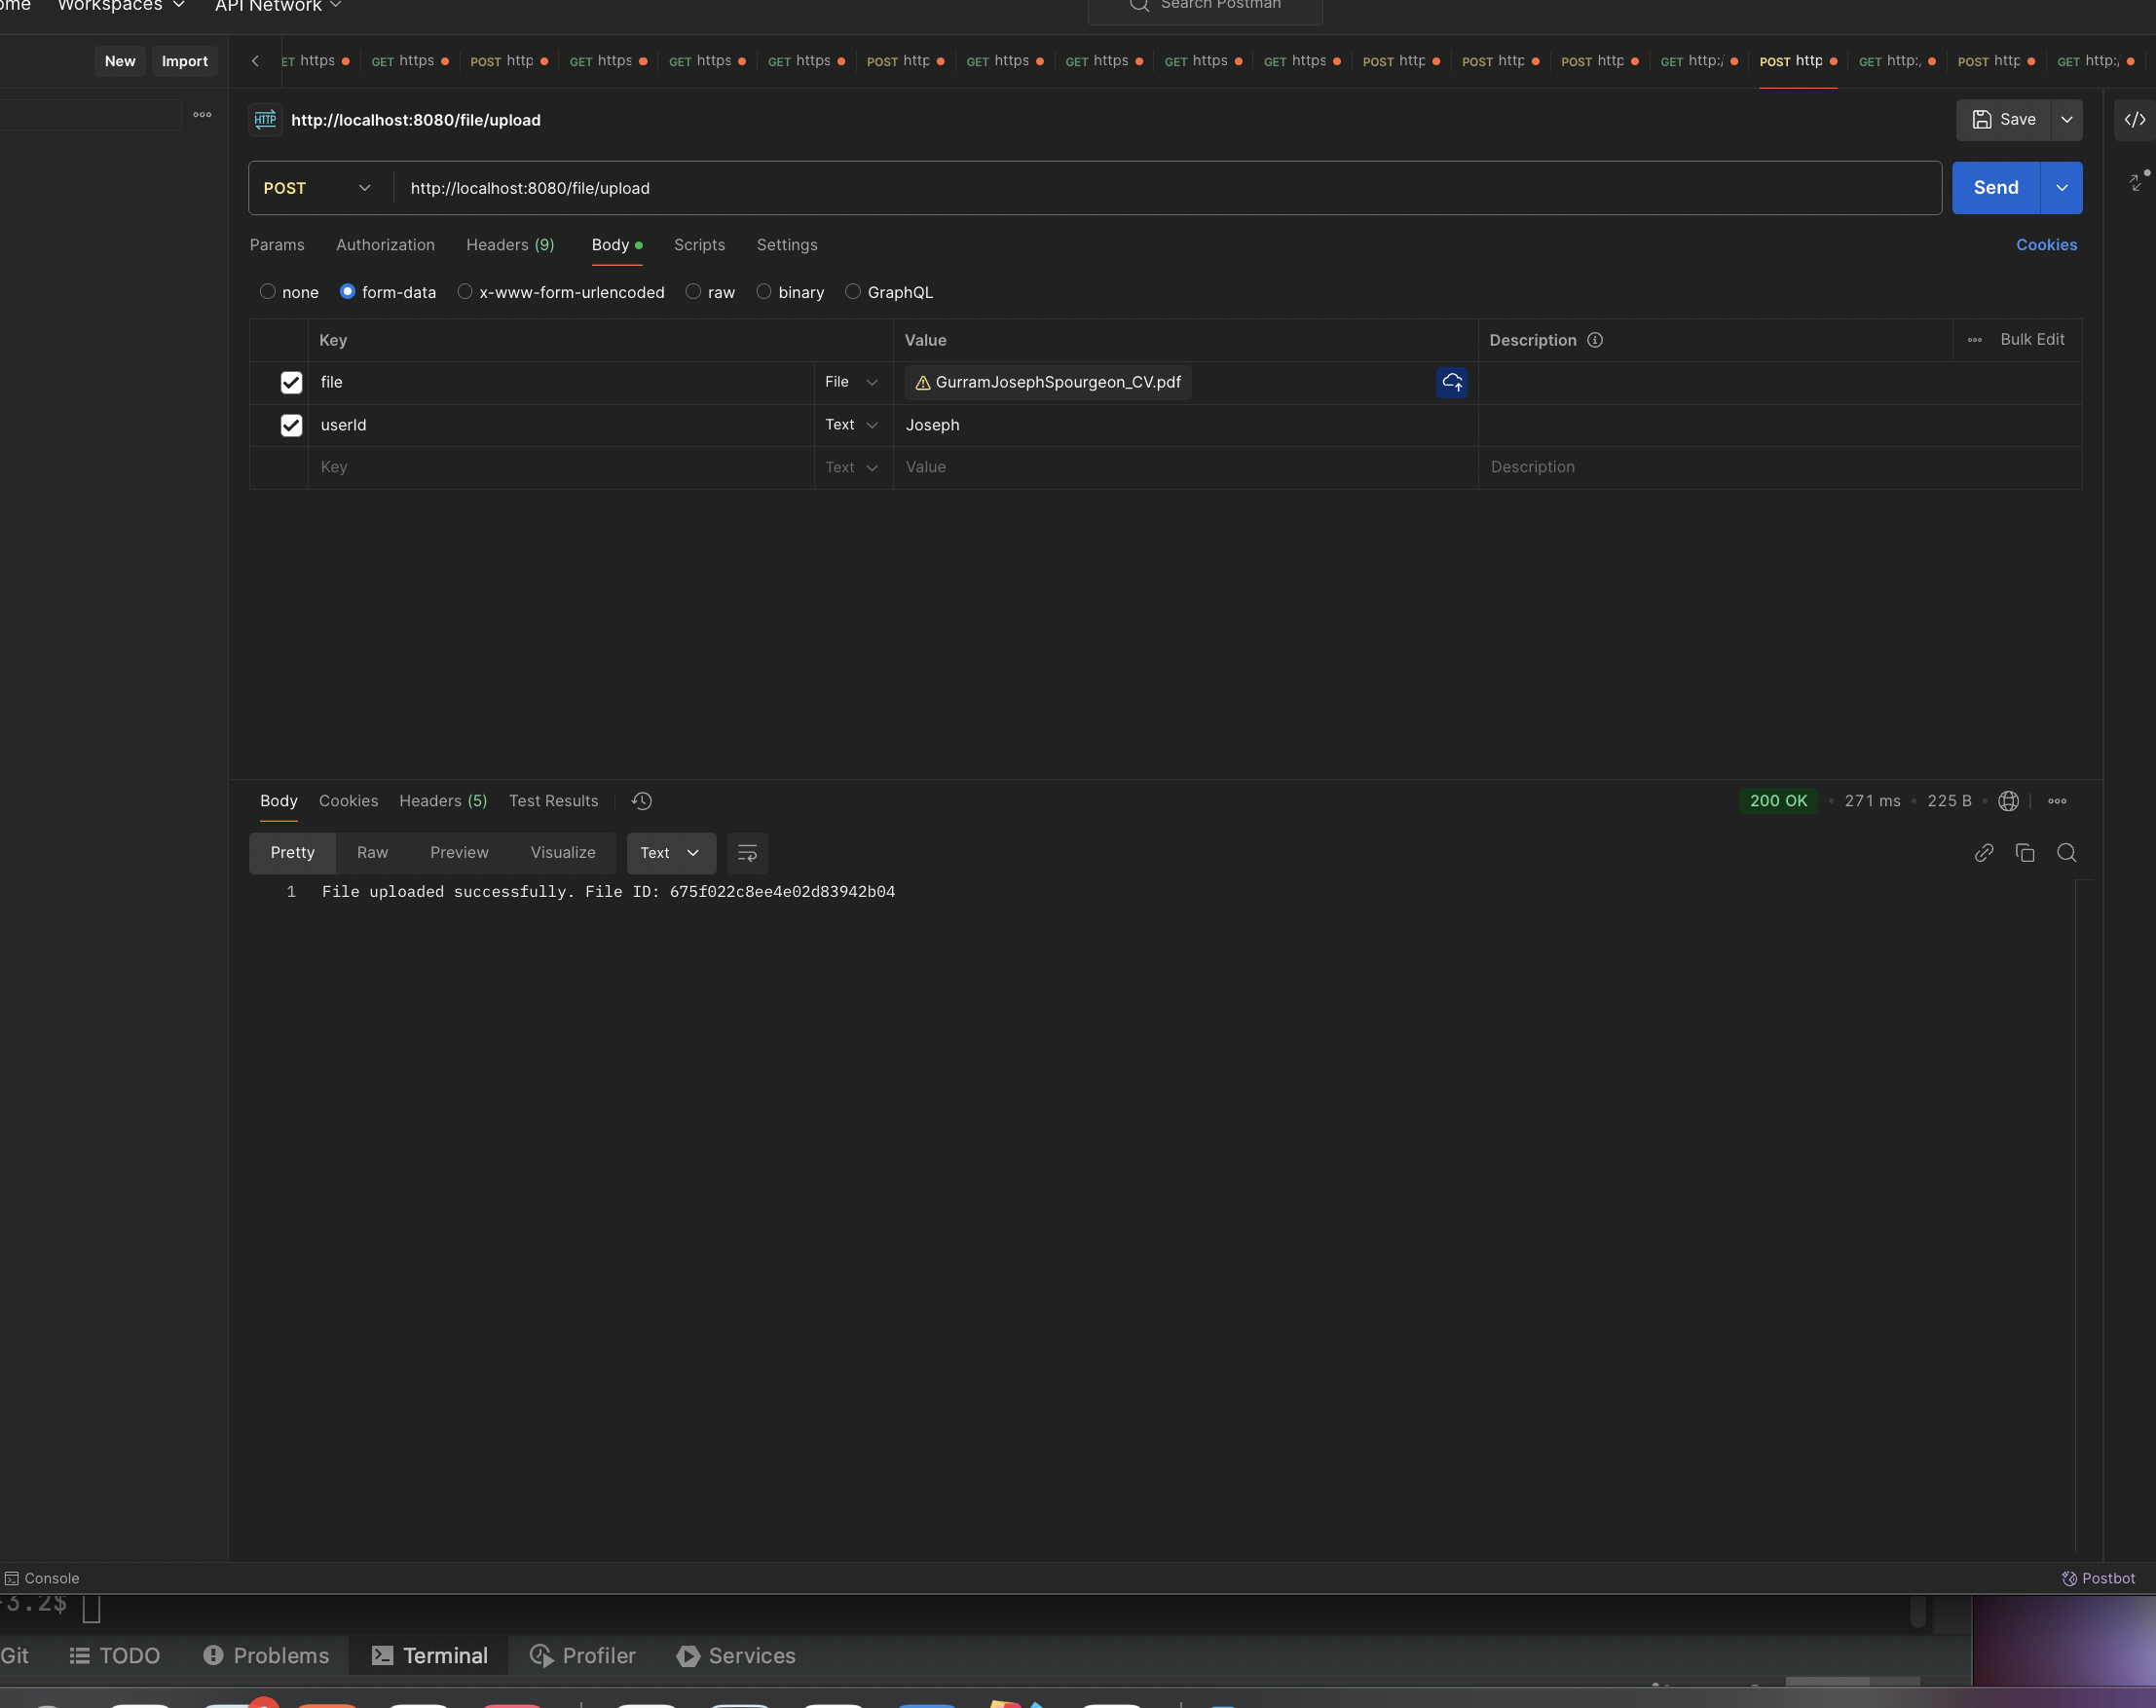 Workspaces
API Network
Search Postman
New
Import
ET https
GET https
POST http
GET https
GET https
GET https
POST http
GET https
GET https
GET https
GET https
POST http
POST http
POST http
GET http:/
POST http
GET http:/
POST http
GET http:/
HTTP
http://localhost:8080/file/upload
Save
</>
POST
http://localhost:8080/file/upload
Send
Params
Authorization
Headers (9)
Body
Scripts
Settings
Cookies
none
form-data
x-www-form-urlencoded
raw
binary
GraphQL
Key
Value
Description
Bulk Edit
file
File
GurramJosephSpourgeon_CV.pdf
userId
Text
Joseph
Key
Text
Value
Description
Body
Cookies
Headers (5)
Test Results
200 OK
271 ms
225 B
Pretty
Raw
Preview
Visualize
Text
1 File uploaded successfully. File ID: 675f022c8ee4e02d83942b04
Console
Postbot
-3.2$
Git
TODO
Problems
Terminal
Profiler
Services